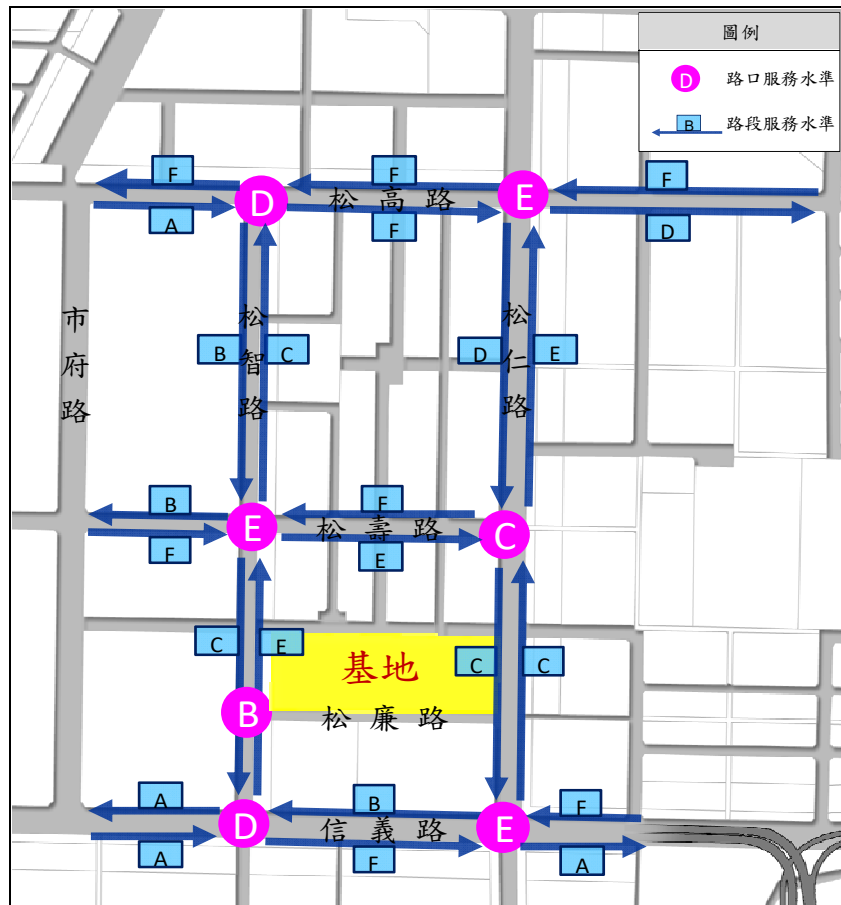 圖例
D 路口服務水準
B 路段服務水準
F F F
D 松高路 E
A F D
市府路
松智路
松仁路
B C D E
B F
E 松壽路 C
F E
C E C C
基地
B 松廉路
A B F
D 信義路 E
A F A